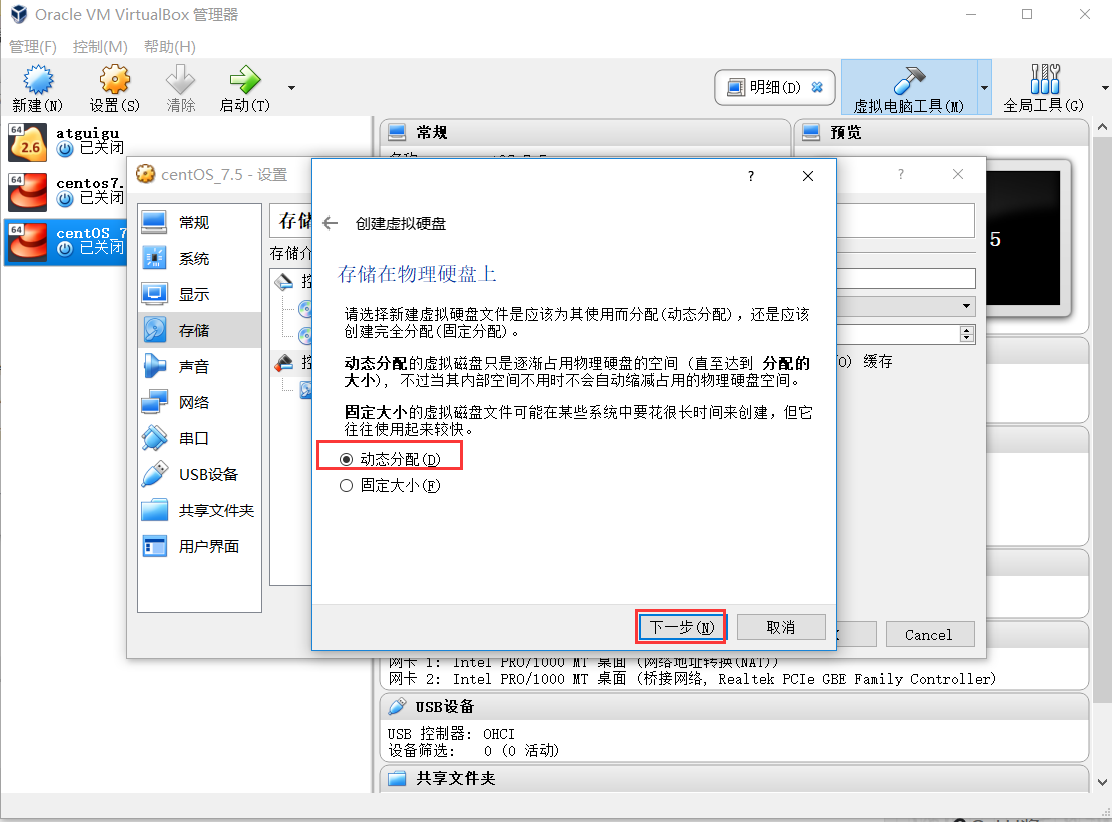 Oracle VM VirtualBox 管理器
管理(F) 控制(M) 帮助(H)
新建(N) 设置(S) 清除 启动(T) 明细(D) 虚拟电脑工具(M) 全局工具(G)
64 2.6 atguigu
已关闭
64 centos7.
已关闭
64 centOS_7
已关闭
常规
预览
5
centOS_7.5 - 设置
?
常规
系统
显示
存储
声音
网络
串口
USB设备
共享文件夹
用户界面
存储
存储介
控
控
O) 缓存
Cancel
?
创建虚拟硬盘
存储在物理硬盘上
请选择新建虚拟硬盘文件是应该为其使用而分配(动态分配)，还是应该
创建完全分配(固定分配)。
动态分配的虚拟磁盘只是逐渐占用物理硬盘的空间 (直至达到 分配的
大小)，不过当其内部空间不用时不会自动缩减占用的物理硬盘空间。
固定大小的虚拟磁盘文件可能在某些系统中要花很长时间来创建，但它
往往使用起来较快。
动态分配(D)
固定大小(F)
下一步(N) 取消
网卡 1: Intel PRO/1000 MT 桌面 (网络地址转换(NAT))
网卡 2: Intel PRO/1000 MT 桌面 (桥接网络, Realtek PCIe GBE Family Controller)
USB设备
USB 控制器: OHCI
设备筛选: 0 (0 活动)
共享文件夹